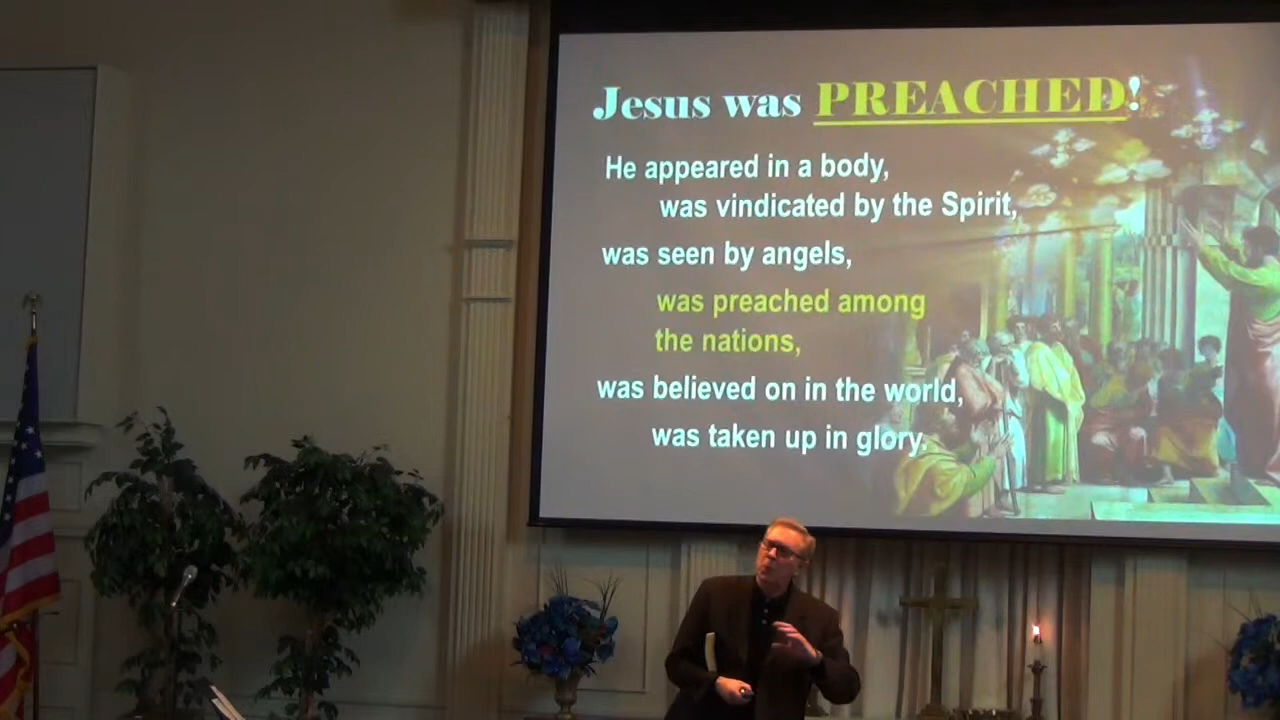 Jesus was PREACHED!
He appeared in a body,
was vindicated by the Spirit,
was seen by angels,
was preached among
the nations,
was believed on in the world,
was taken up in glory.